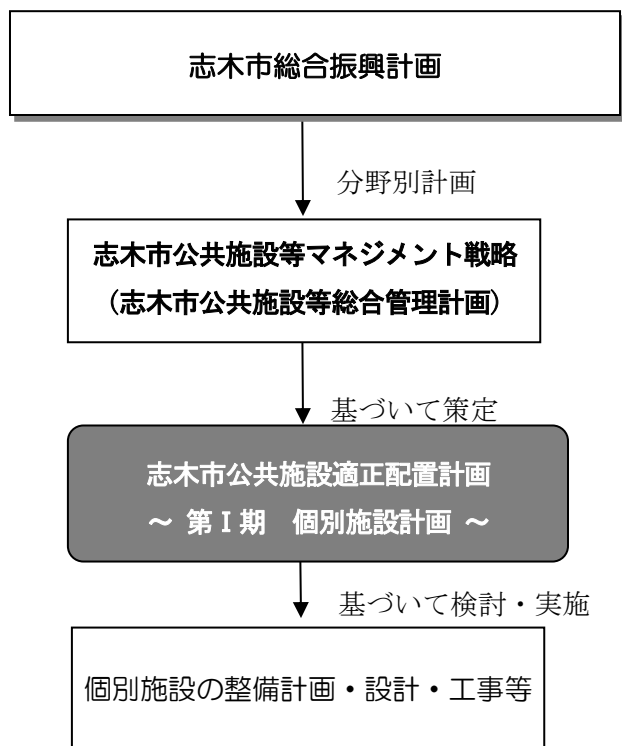 志木市総合振興計画
分野別計画
志木市公共施設等マネジメント戦略
(志木市公共施設等総合管理計画)
基づいて策定
志木市公共施設適正配置計画
～ 第Ⅰ期　個別施設計画 ～
基づいて検討・実施
個別施設の整備計画・設計・工事等